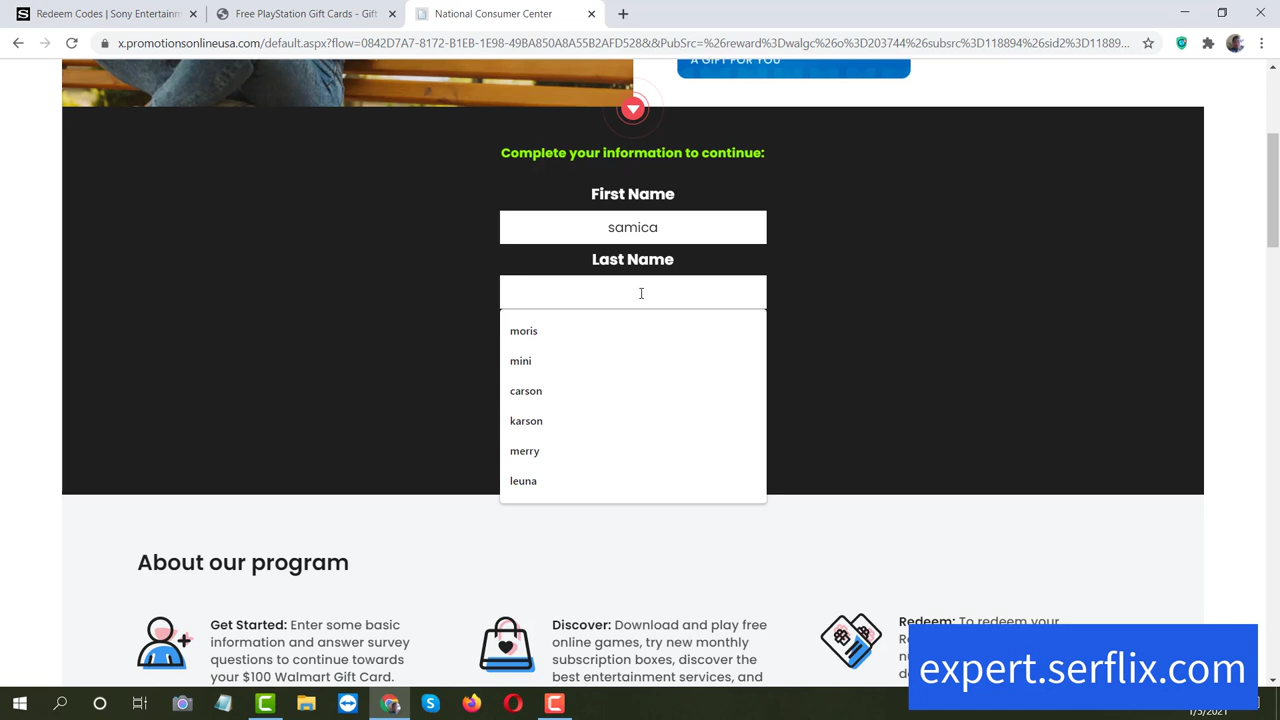 Redeem Codes | Sony Entertainm
Free PlayStation Gift Cards - Gift
National Consumer Center
x.promotionsonlineusa.com/default.aspx?flow=0842D7A7-8172-B1EB-1E98-49BA850A8A55B2AFD528&&PubSrc=%26reward%3Dwalgc%26o%3D203744%26subsrc%3D118894%26sid2%3D11889...
A GIFT FOR YOU
Complete your information to continue:
First Name
samica
Last Name
moris
mini
carson
karson
merry
leuna
About our program
Get Started: Enter some basic
information and answer survey
questions to continue towards
your $100 Walmart Gift Card.
Discover: Download and play free
online games, try new monthly
subscription boxes, discover the
best entertainment services, and
Redeem: To redeem your
expert.serflix.com
1/5/2021